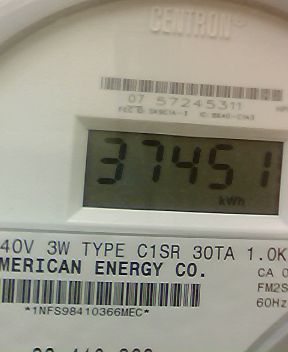 CENTRON
07 57245311
37451
kWh
40V 3W TYPE C1SR 30TA 1.0K
MERICAN ENERGY CO.
CA 0
FM2S
60Hz
*1NFS98410366MEC*